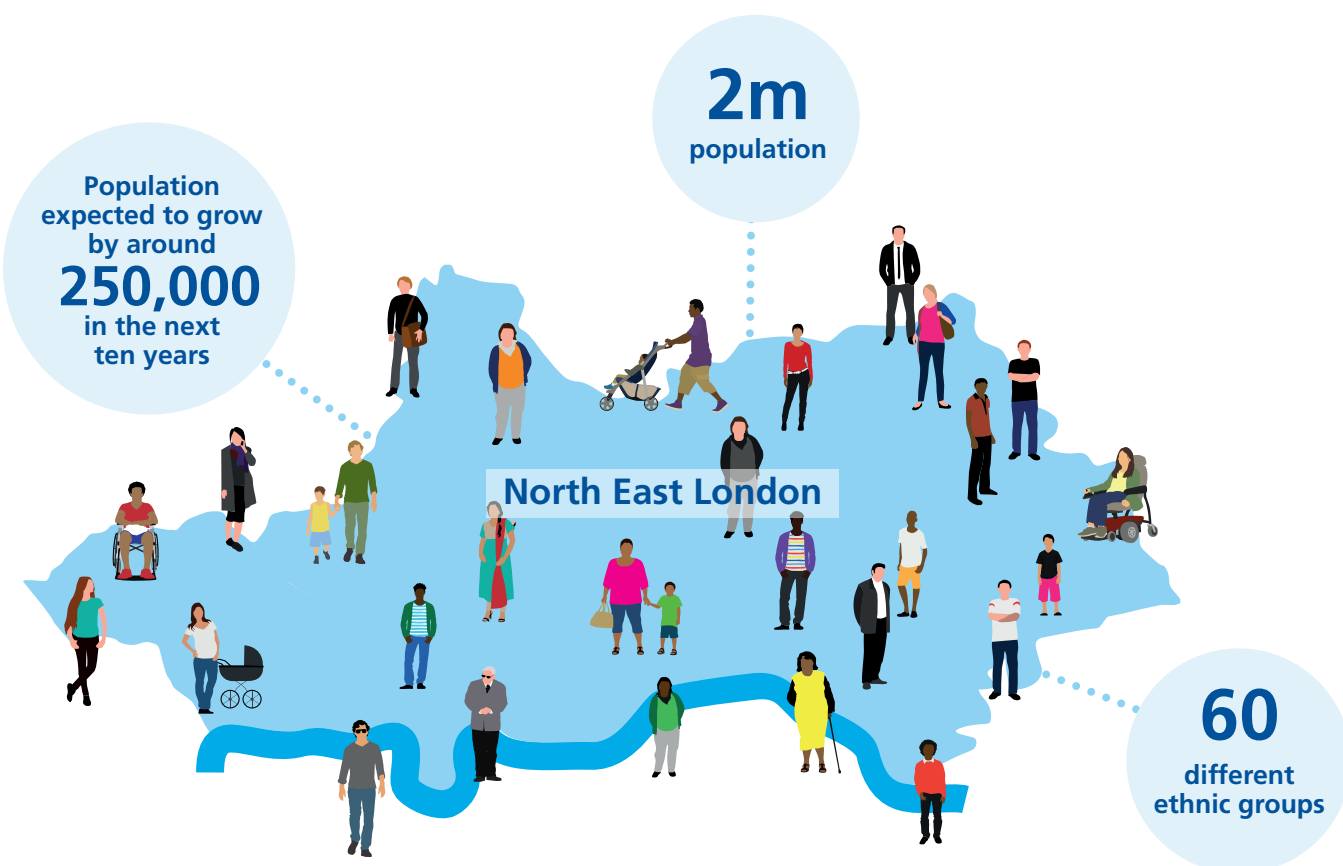 2m
population
Population
expected to grow
by around
250,000
in the next
ten years
North East London
60
different
ethnic groups